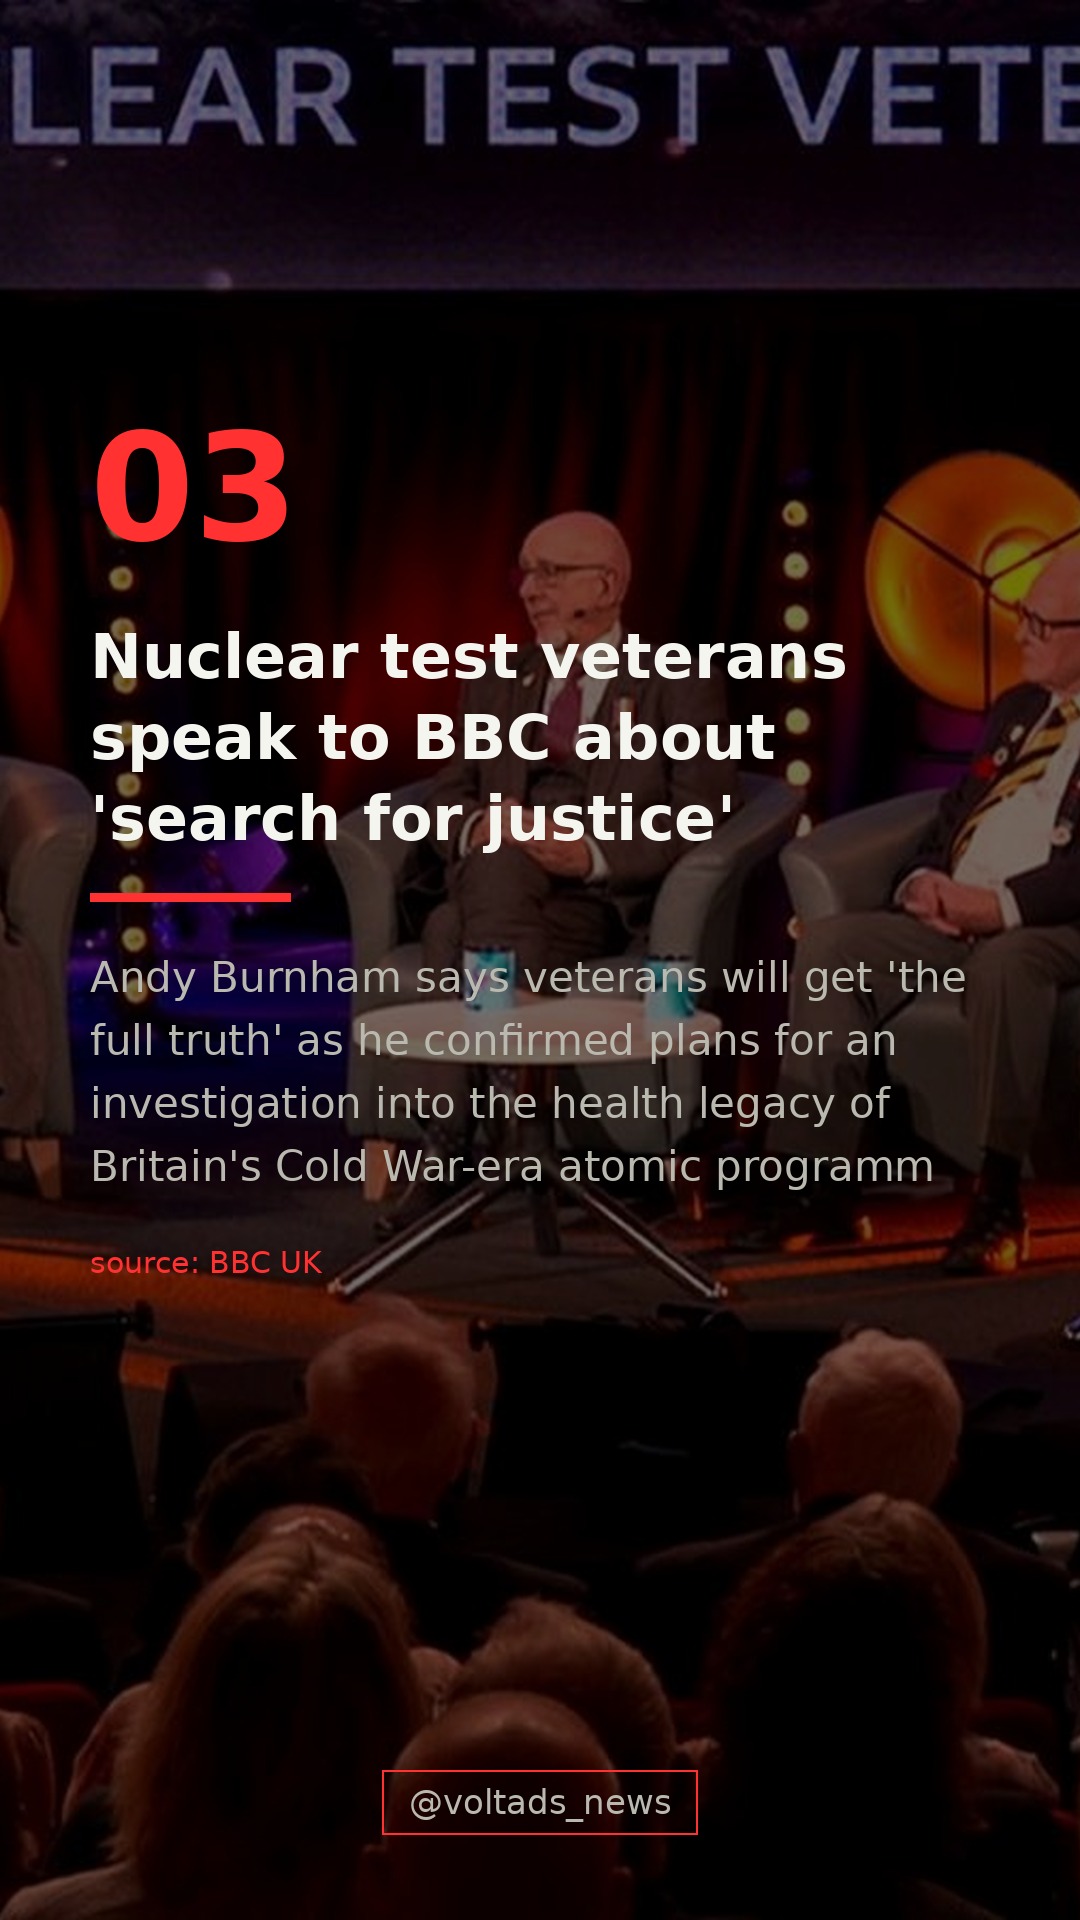 LEAR TEST VETE
03
Nuclear test veterans
speak to BBC about
'search for justice'
Andy Burnham says veterans will get 'the
full truth' as he confirmed plans for an
investigation into the health legacy of
Britain's Cold War-era atomic programm
source: BBC UK
@voltads_news